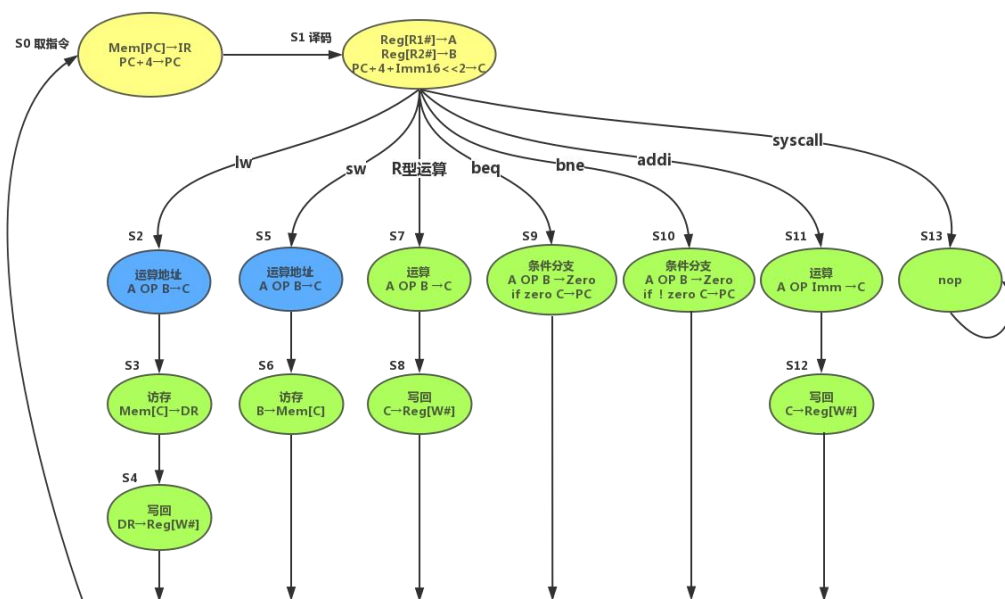 S0 取指令
Mem[PC]→IR
PC+4→PC
S1 译码
Reg[R1#]→A
Reg[R2#]→B
PC+4+Imm16<<2→C
lw
sw
R型运算
beq
bne
addi
syscall
S2
运算地址
A OP B→C
S5
运算地址
A OP B→C
S7
运算
A OP B →C
S9
条件分支
A OP B →Zero
if zero C→PC
S10
条件分支
A OP B →Zero
if ! zero C→PC
S11
运算
A OP Imm →C
S13
nop
S3
访存
Mem[C]→DR
S6
访存
B→Mem[C]
S8
写回
C→Reg[W#]
S12
写回
C→Reg[W#]
S4
写回
DR→Reg[W#]